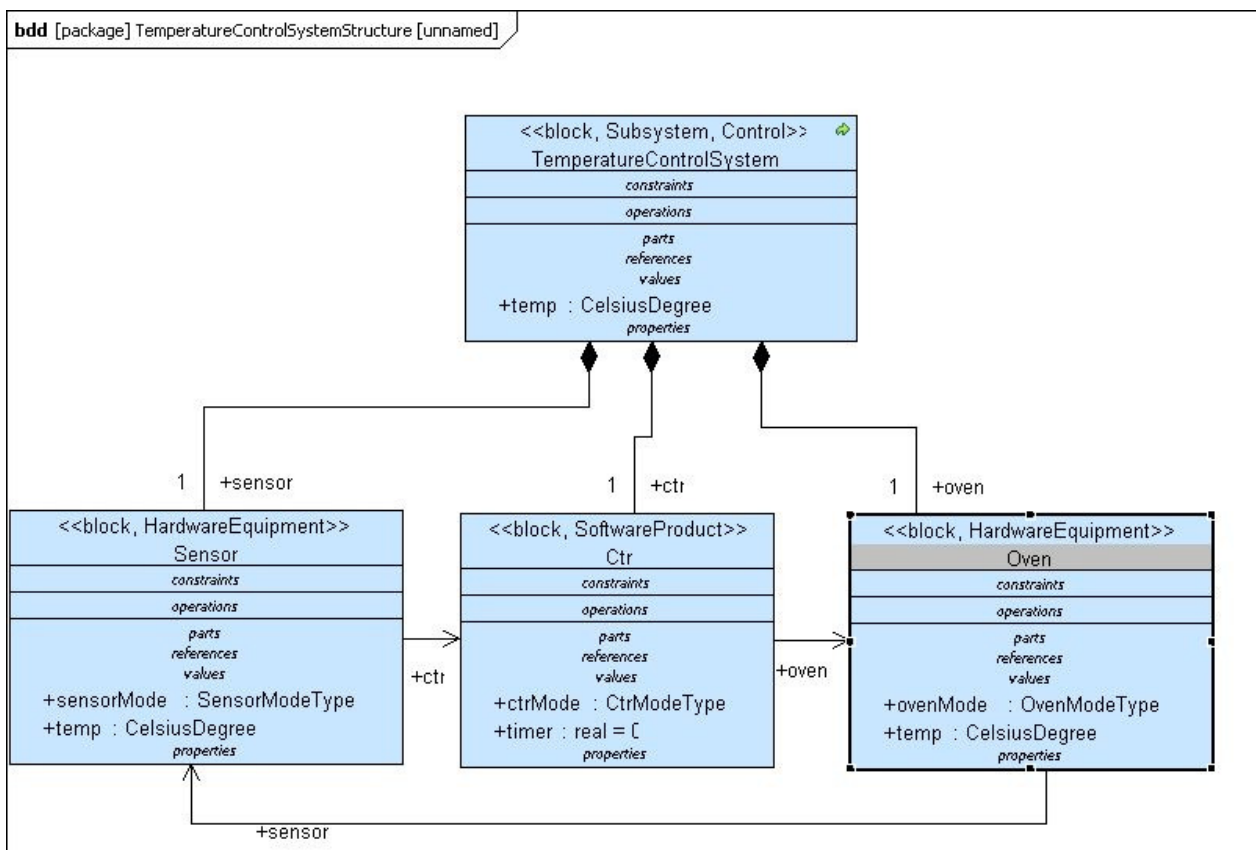 bdd [package] TemperatureControlSystemStructure [unnamed]
<<block, Subsystem, Control>>
TemperatureControlSystem
constraints
operations
parts
references
values
+temp : CelsiusDegree
properties
1 +sensor
1 +ctr
1 +oven
<<block, HardwareEquipment>>
Sensor
constraints
operations
parts
references
values
+sensorMode : SensorModeType
+temp : CelsiusDegree
properties
+ctr
<<block, SoftwareProduct>>
Ctr
constraints
operations
parts
references
values
+ctrMode : CtrModeType
+timer : real =
properties
+oven
<<block, HardwareEquipment>>
Oven
constraints
operations
parts
references
values
+ovenMode : OvenModeType
+temp : CelsiusDegree
properties
+sensor